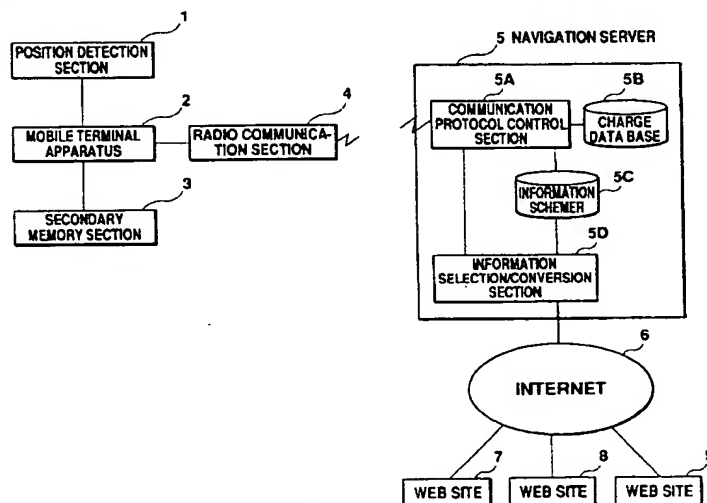 1
POSITION DETECTION
SECTION
2
MOBILE TERMINAL
APPARATUS
4
RADIO COMMUNICA-
TION SECTION
3
SECONDARY
MEMORY SECTION
5 NAVIGATION SERVER
5A
COMMUNICATION
PROTOCOL CONTROL
SECTION
5B
CHARGE
DATA BASE
INFORMATION
SCHEMER
5C
5D
INFORMATION
SELECTION/CONVERSION
SECTION
6
INTERNET
7
WEB SITE
8
WEB SITE
9
WEB SITE